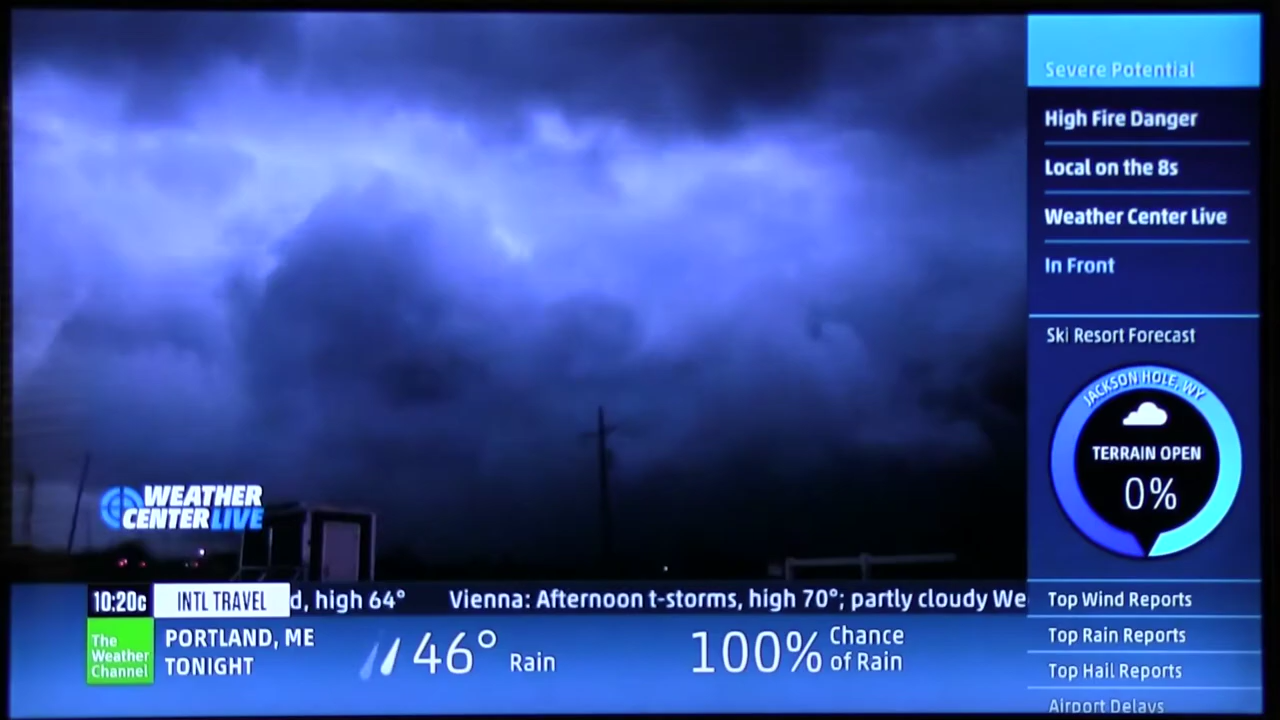 Severe Potential
High Fire Danger
Local on the 8s
Weather Center Live
In Front
Ski Resort Forecast
JACKSON HOLE, WY
TERRAIN OPEN
0%
WEATHER
CENTER LIVE
10:20c INTL TRAVEL d, high 64° Vienna: Afternoon t-storms, high 70°; partly cloudy We
The
Weather
Channel
PORTLAND, ME
TONIGHT
46° Rain
100% Chance
of Rain
Top Wind Reports
Top Rain Reports
Top Hail Reports
Airport Delays